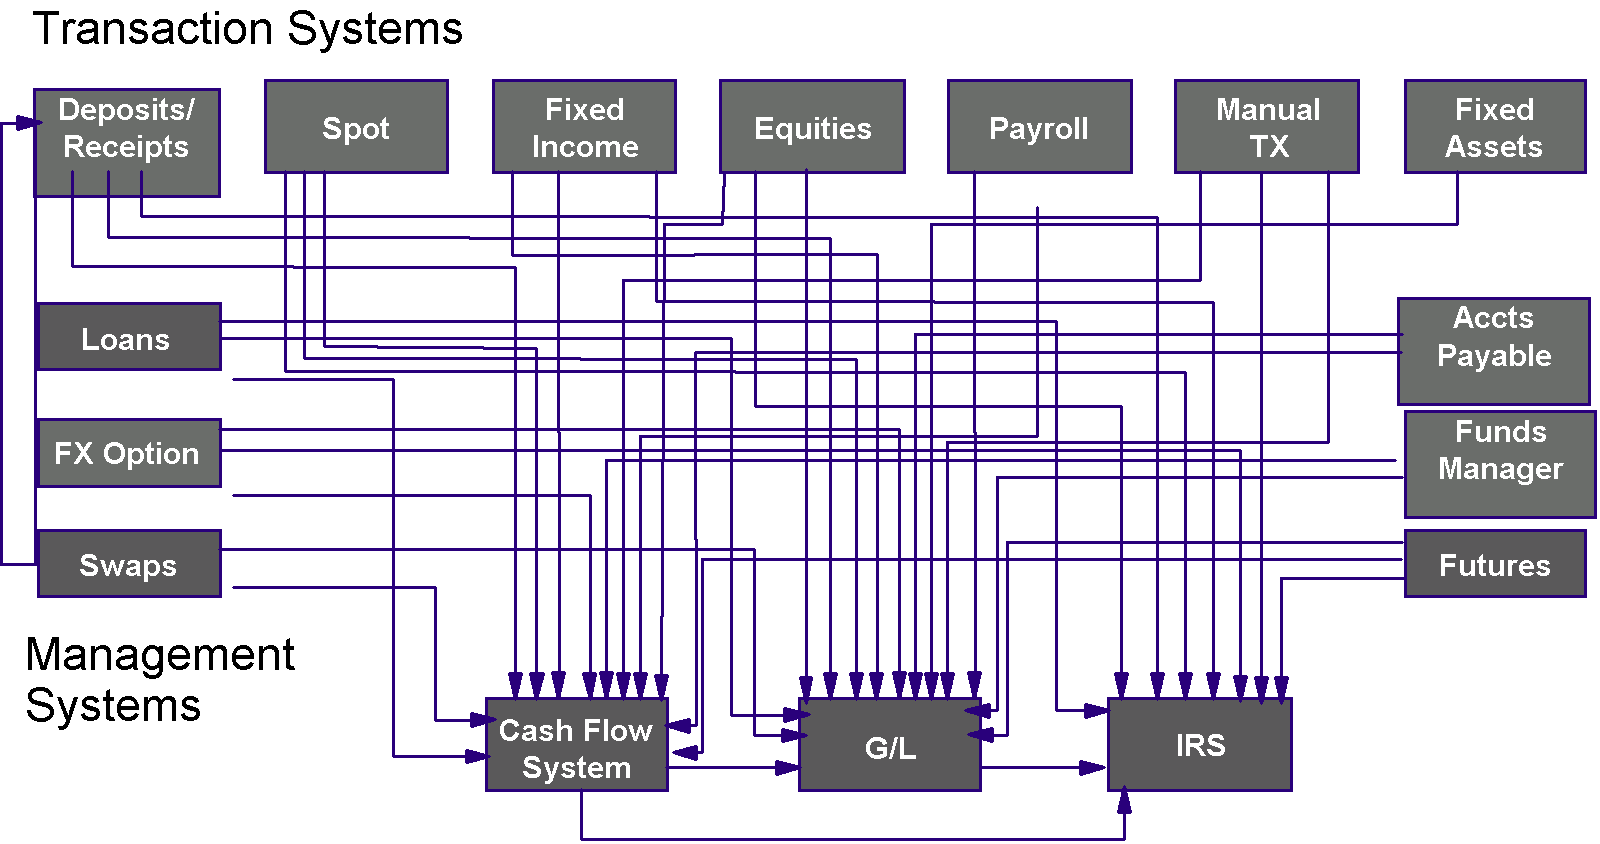 Transaction Systems
Deposits/
Receipts
Spot
Fixed
Income
Equities
Payroll
Manual
TX
Fixed
Assets
Loans
Accts
Payable
FX Option
Funds
Manager
Swaps
Futures
Management
Systems
Cash Flow
System
G/L
IRS